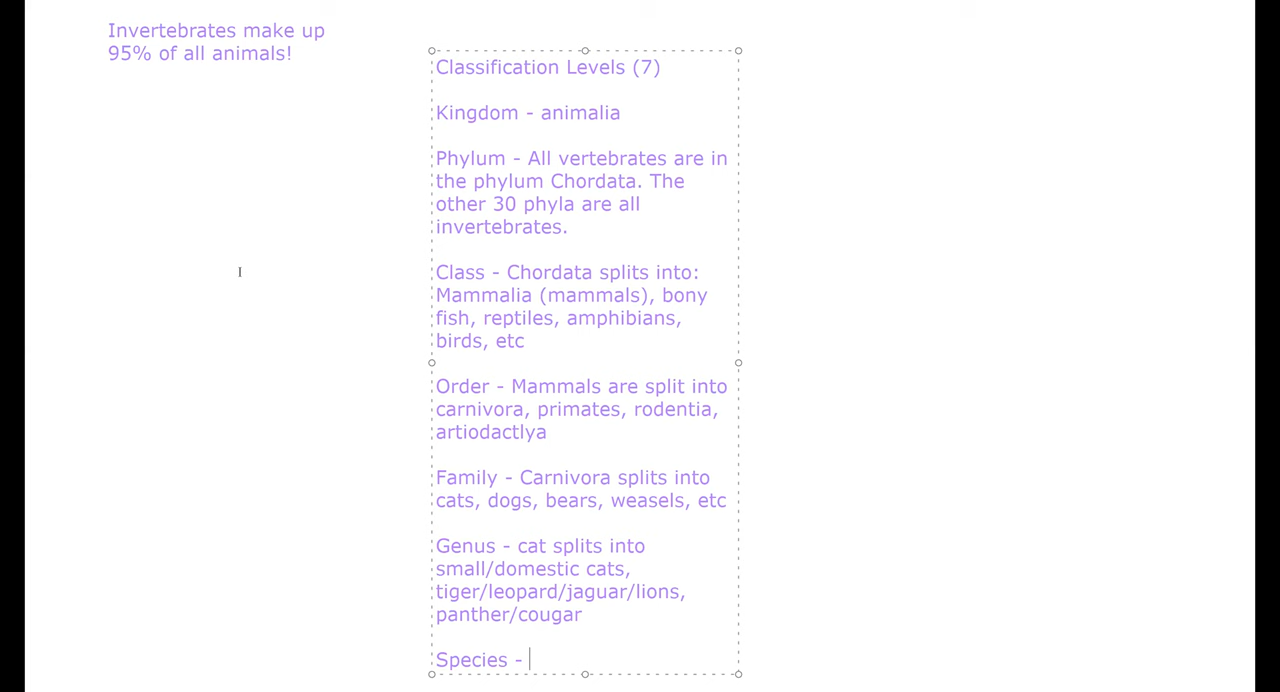 Invertebrates make up
95% of all animals!
Classification Levels (7)
Kingdom - animalia
Phylum - All vertebrates are in
the phylum Chordata. The
other 30 phyla are all
invertebrates.
Class - Chordata splits into:
Mammalia (mammals), bony
fish, reptiles, amphibians,
birds, etc
Order - Mammals are split into
carnivora, primates, rodentia,
artiodactlya
Family - Carnivora splits into
cats, dogs, bears, weasels, etc
Genus - cat splits into
small/domestic cats,
tiger/leopard/jaguar/lions,
panther/cougar
Species -